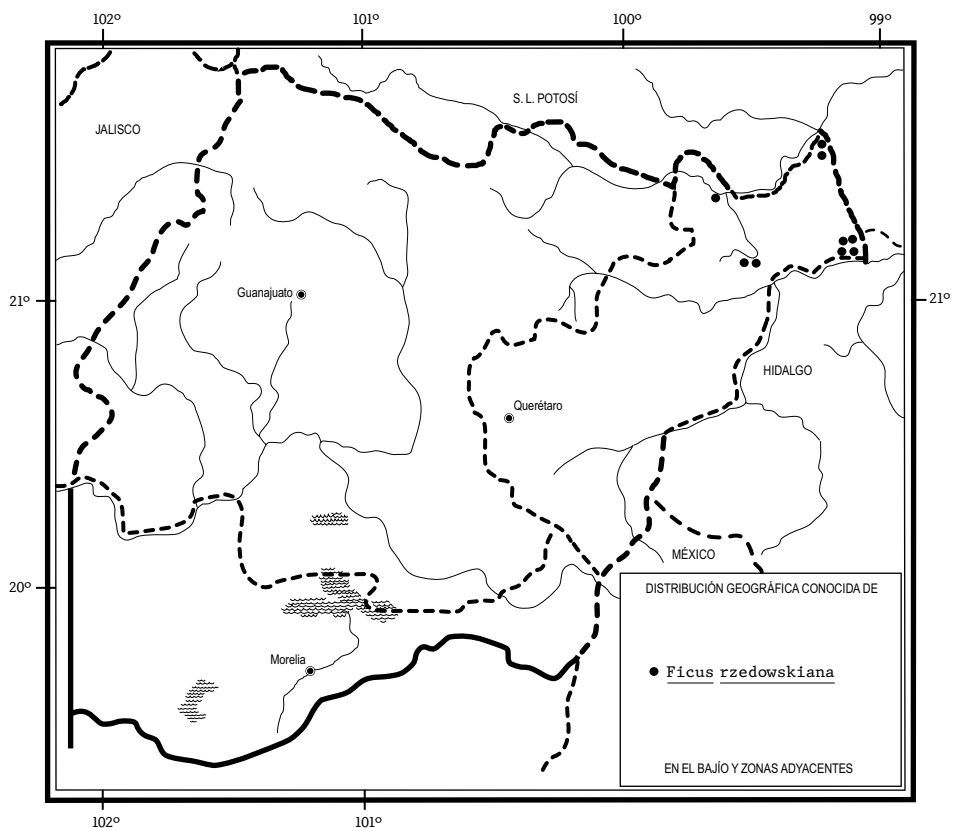 102º 101º 100º 99º
S. L. POTOSÍ
JALISCO
Guanajuato
21º 21º
HIDALGO
Querétaro
MÉXICO
20º
DISTRIBUCIÓN GEOGRÁFICA CONOCIDA DE
Morelia
Ficus rzedowskiana
EN EL BAJÍO Y ZONAS ADYACENTES
102º 101º